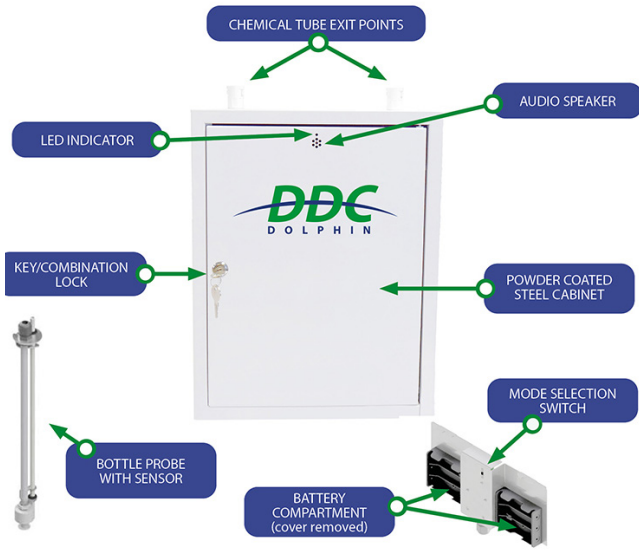 CHEMICAL TUBE EXIT POINTS
AUDIO SPEAKER
LED INDICATOR
DDC
DOLPHIN
KEY/COMBINATION
LOCK
POWDER COATED
STEEL CABINET
MODE SELECTION
SWITCH
BOTTLE PROBE
WITH SENSOR
BATTERY
COMPARTMENT
(cover removed)